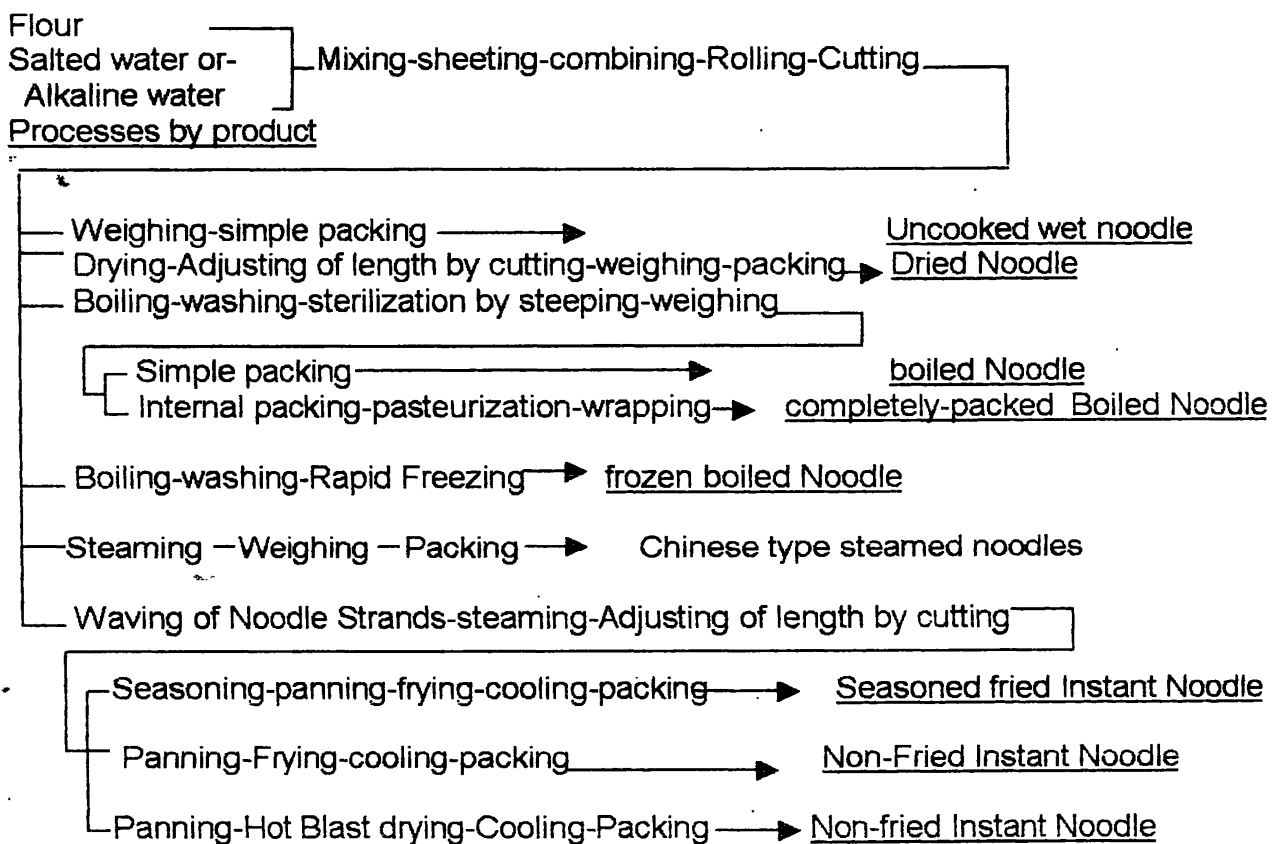 Flour
Salted water or-
Alkaline water
Mixing-sheeting-combining-Rolling-Cutting
Processes by product
Weighing-simple packing Uncooked wet noodle
Drying-Adjusting of length by cutting-weighing-packing Dried Noodle
Boiling-washing-sterilization by steeping-weighing
Simple packing boiled Noodle
Internal packing-pasteurization-wrapping completely-packed Boiled Noodle
Boiling-washing-Rapid Freezing frozen boiled Noodle
Steaming – Weighing – Packing Chinese type steamed noodles
Waving of Noodle Strands-steaming-Adjusting of length by cutting
Seasoning-panning-frying-cooling-packing Seasoned fried Instant Noodle
Panning-Frying-cooling-packing Non-Fried Instant Noodle
Panning-Hot Blast drying-Cooling-Packing Non-fried Instant Noodle